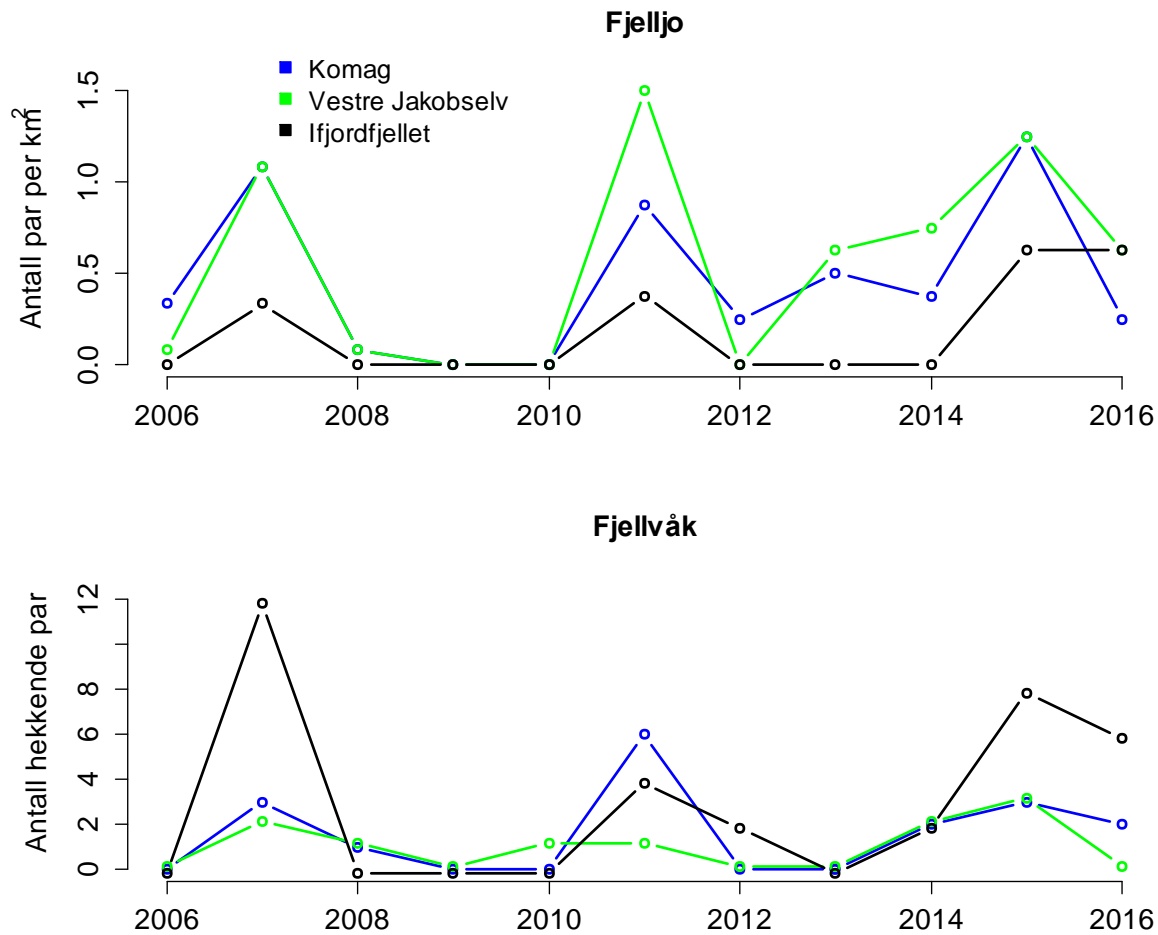 Fjelljo
Komag
Vestre Jakobselv
Ifjordfjellet
Antall par per km²
1.5
1.0
0.5
0.0
2006 2008 2010 2012 2014 2016
Fjellvåk
Antall hekkende par
12
8
6
4
2
0
2006 2008 2010 2012 2014 2016